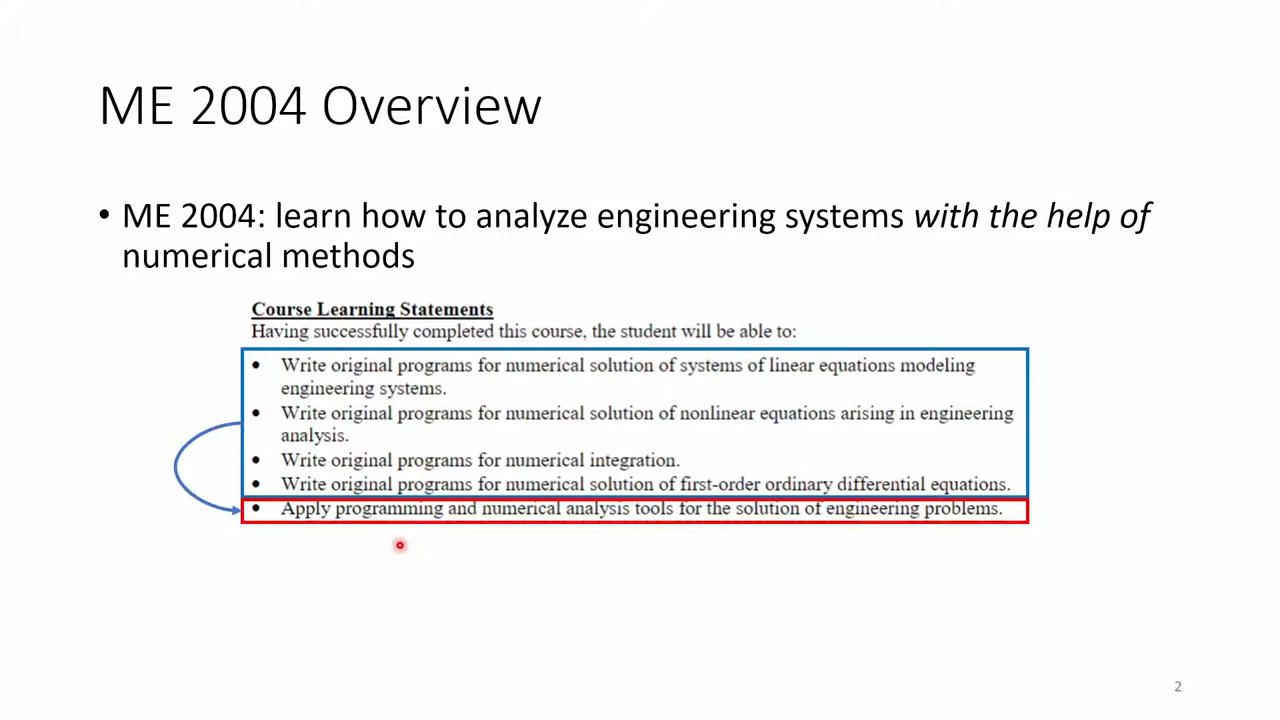 ME 2004 Overview
• ME 2004: learn how to analyze engineering systems with the help of
numerical methods
Course Learning Statements
Having successfully completed this course, the student will be able to:
• Write original programs for numerical solution of systems of linear equations modeling
engineering systems.
• Write original programs for numerical solution of nonlinear equations arising in engineering
analysis.
• Write original programs for numerical integration.
• Write original programs for numerical solution of first-order ordinary differential equations.
• Apply programming and numerical analysis tools for the solution of engineering problems.
2